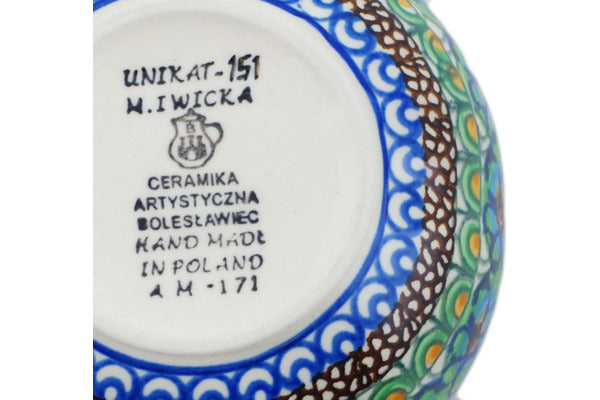 UNIKAT-151
M.IWICKA
B
CERAMIKA
ARTYSTYCZNA
BOLESŁAWIEC
HAND MADE
IN POLAND
A M -171